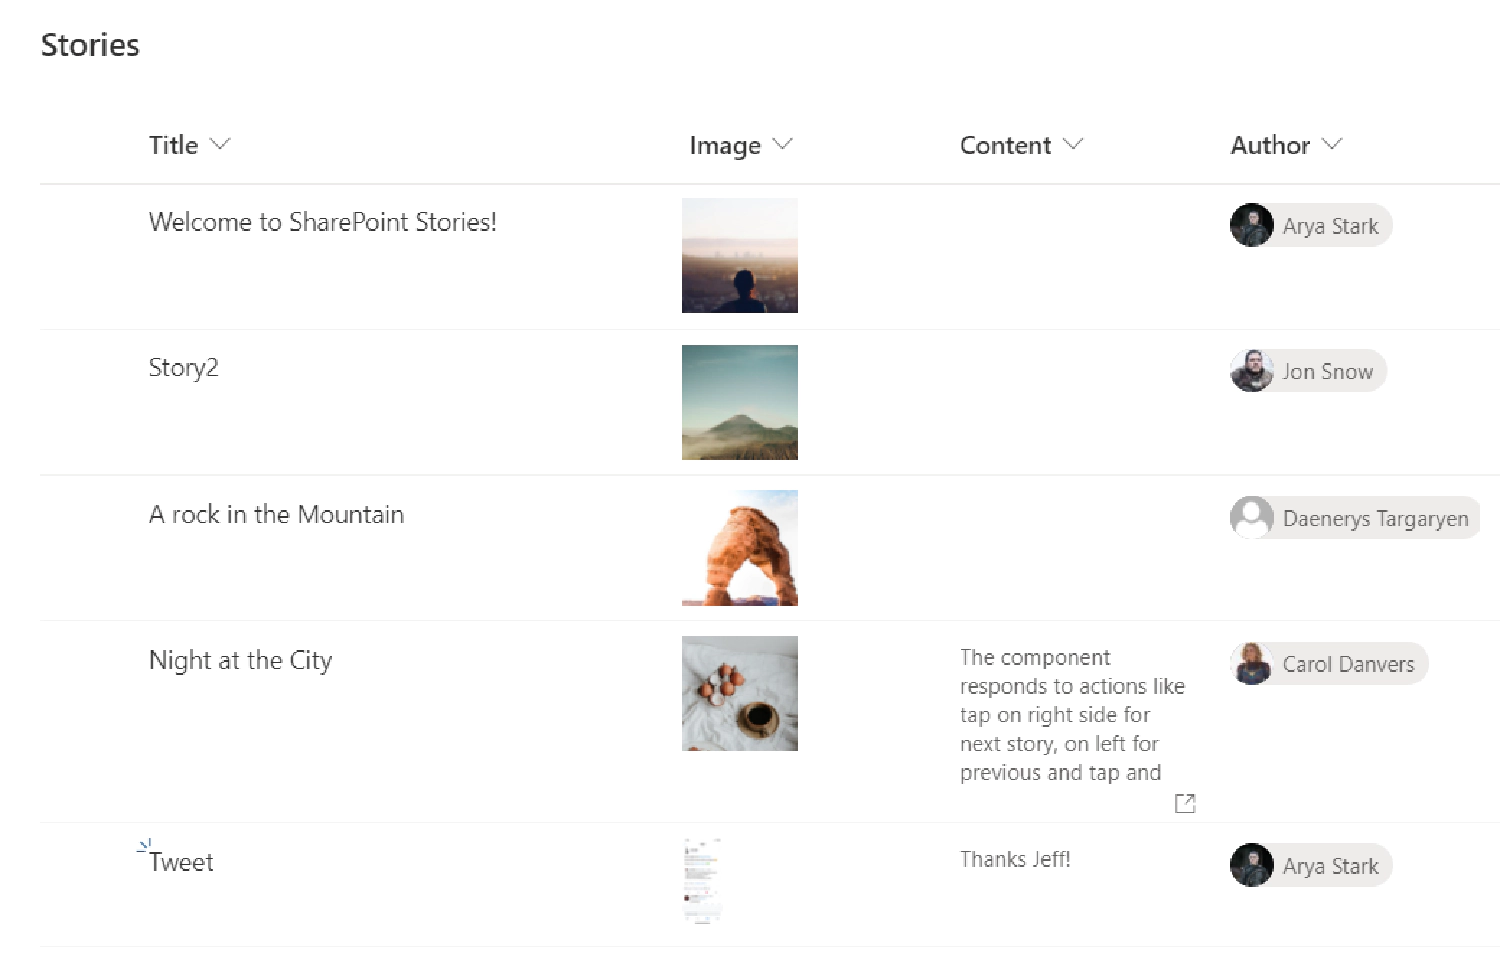 Stories
Title
Image
Content
Author
Welcome to SharePoint Stories!
Arya Stark
Story2
Jon Snow
A rock in the Mountain
Daenerys Targaryen
Night at the City
The component
responds to actions like
tap on right side for
next story, on left for
previous and tap and
Carol Danvers
Tweet
Thanks Jeff!
Arya Stark